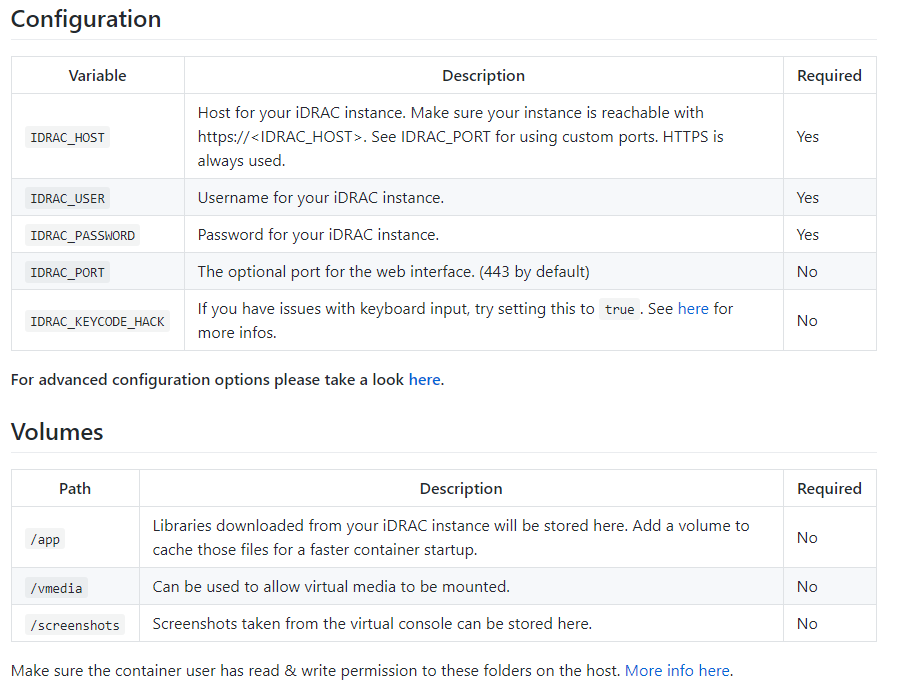 Configuration
Variable Description Required
IDRAC_HOST Host for your iDRAC instance. Make sure your instance is reachable with
https://<IDRAC_HOST>. See IDRAC_PORT for using custom ports. HTTPS is
always used. Yes
IDRAC_USER Username for your iDRAC instance. Yes
IDRAC_PASSWORD Password for your iDRAC instance. Yes
IDRAC_PORT The optional port for the web interface. (443 by default) No
IDRAC_KEYCODE_HACK If you have issues with keyboard input, try setting this to true . See here for
more infos. No
For advanced configuration options please take a look here.
Volumes
Path Description Required
/app Libraries downloaded from your iDRAC instance will be stored here. Add a volume to
cache those files for a faster container startup. No
/vmedia Can be used to allow virtual media to be mounted. No
/screenshots Screenshots taken from the virtual console can be stored here. No
Make sure the container user has read & write permission to these folders on the host. More info here.